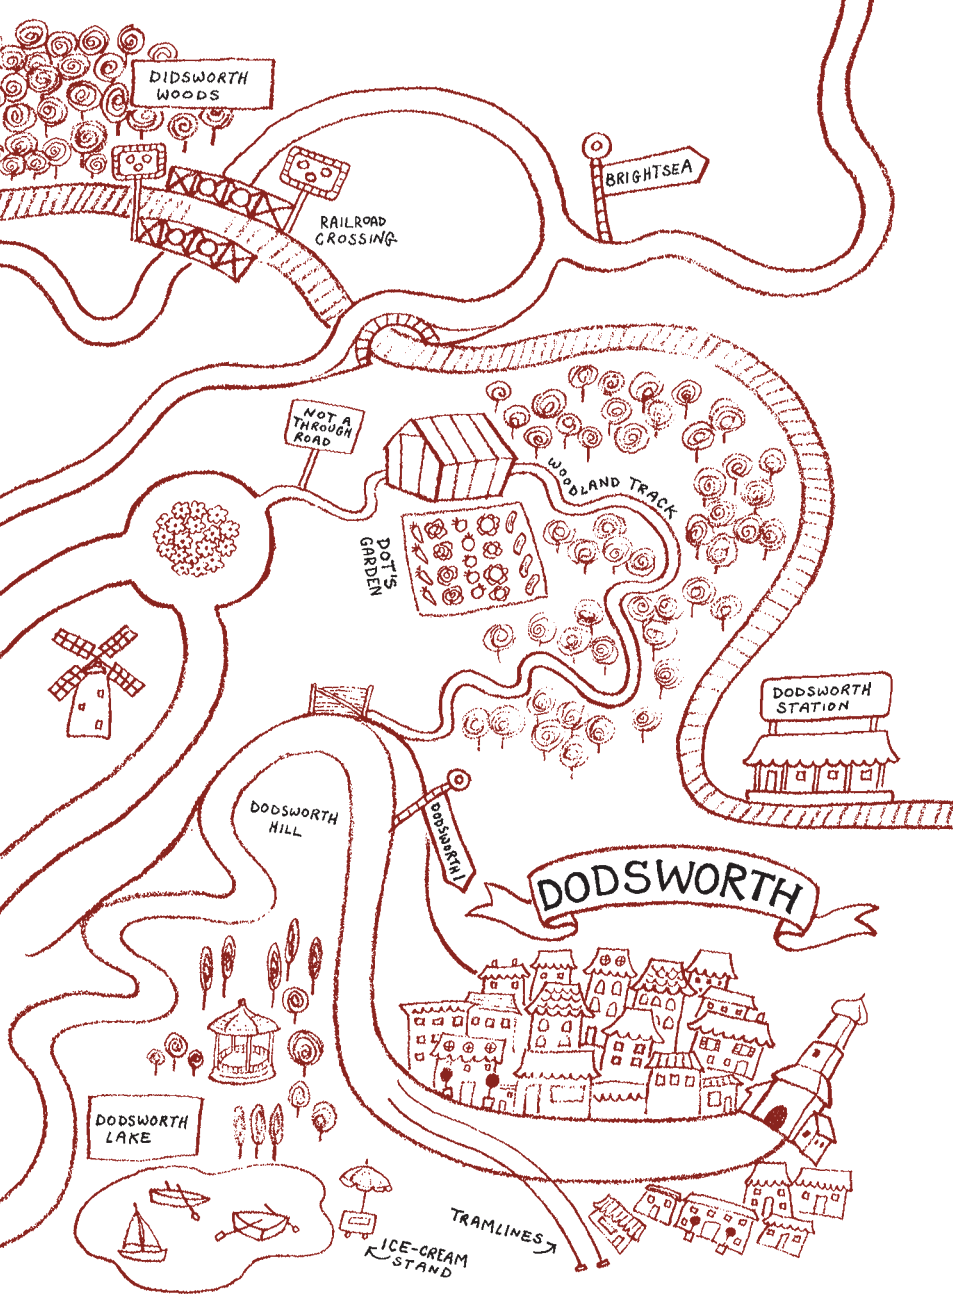 DIDSWORTH
WOODS
BRIGHTSEA
RAILROAD
CROSSING
NOT A
THROUGH
ROAD
WOODLAND TRACK
DOT'S
GARDEN
DODSWORTH
STATION
DODSWORTH
HILL
DODSWORTH!
DODSWORTH
DODSWORTH
LAKE
TRAMLINES
ICE-CREAM
STAND